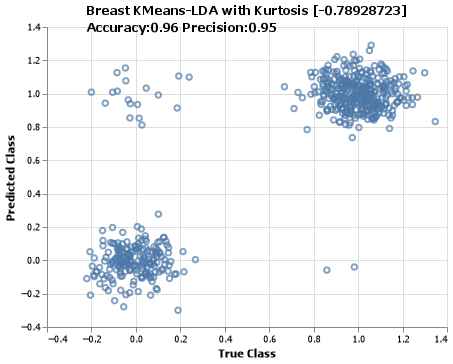 Breast KMeans-LDA with Kurtosis [-0.78928723]
Accuracy:0.96 Precision:0.95
1.4
1.2
1.0
0.8
0.6
0.4
0.2
0.0
−0.2
−0.4
Predicted Class
−0.4 −0.2 0.0 0.2 0.4 0.6 0.8 1.0 1.2 1.4
True Class